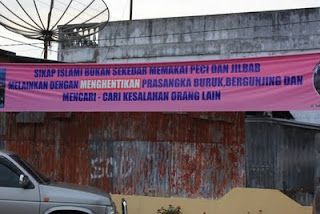 SIKAP ISLAMI BUKAN SEKEDAR MEMAKAI PECI DAN JILBAB
MELAINKAN DENGAN MENGHENTIKAN PRASANGKA BURUK, BERGUNJING DAN
MENCARI - CARI KESALAHAN ORANG LAIN